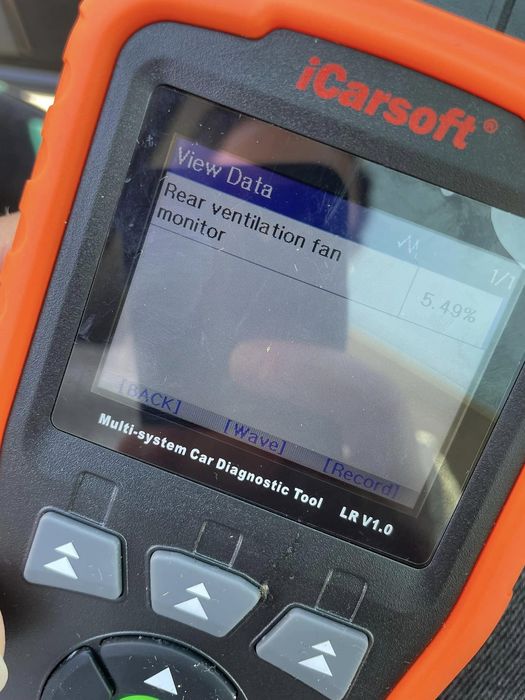 iCarsoft®
View Data
1/1
Rear ventilation fan
monitor
5.49%
[BACK] [Wave] [Record]
Multi-system Car Diagnostic Tool LR V1.0